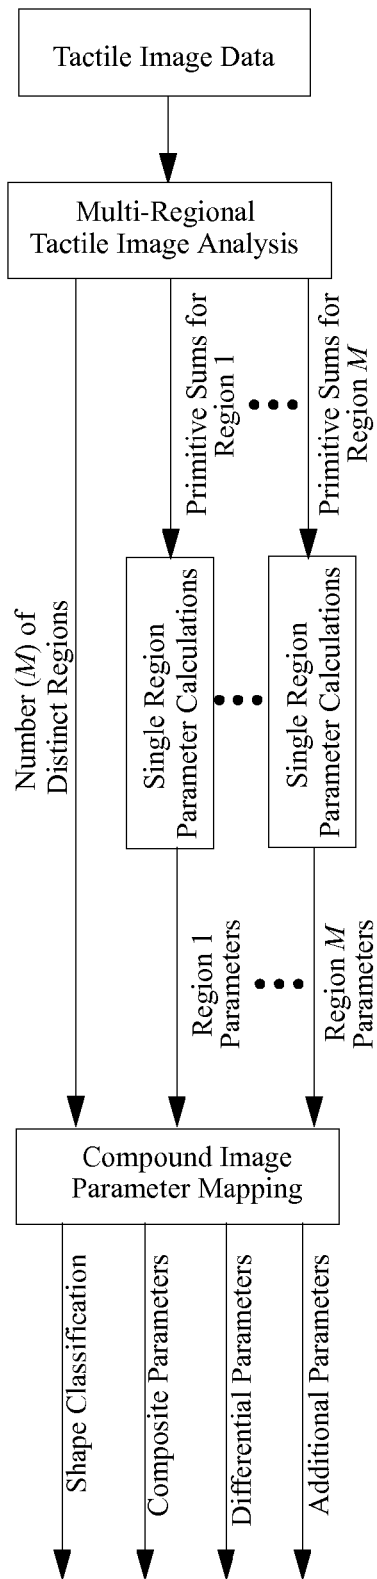 Tactile Image Data
Multi-Regional
Tactile Image Analysis
Primitive Sums for
Region 1
Primitive Sums for
Region M
Number (M) of
Distinct Regions
Single Region
Parameter Calculations
Single Region
Parameter Calculations
Region 1
Parameters
Region M
Parameters
Compound Image
Parameter Mapping
Shape Classification
Composite Parameters
Differential Parameters
Additional Parameters